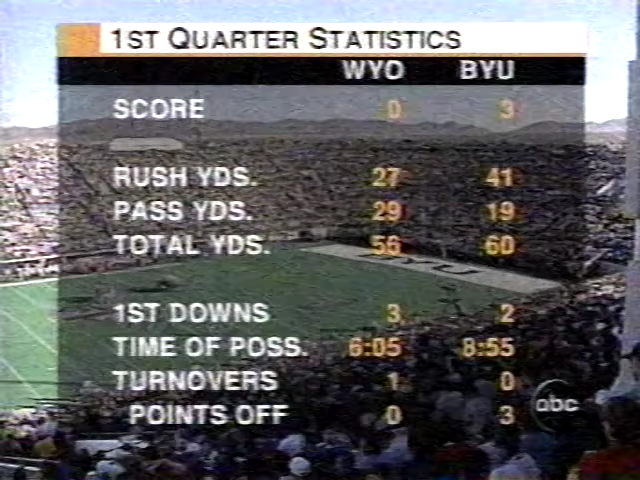 1ST QUARTER STATISTICS
WYO BYU
SCORE 0 3
RUSH YDS. 27 41
PASS YDS. 29 19
TOTAL YDS. 56 60
BYU
1ST DOWNS 3 2
TIME OF POSS. 6:05 8:55
TURNOVERS 1 0
POINTS OFF 0 3
abc